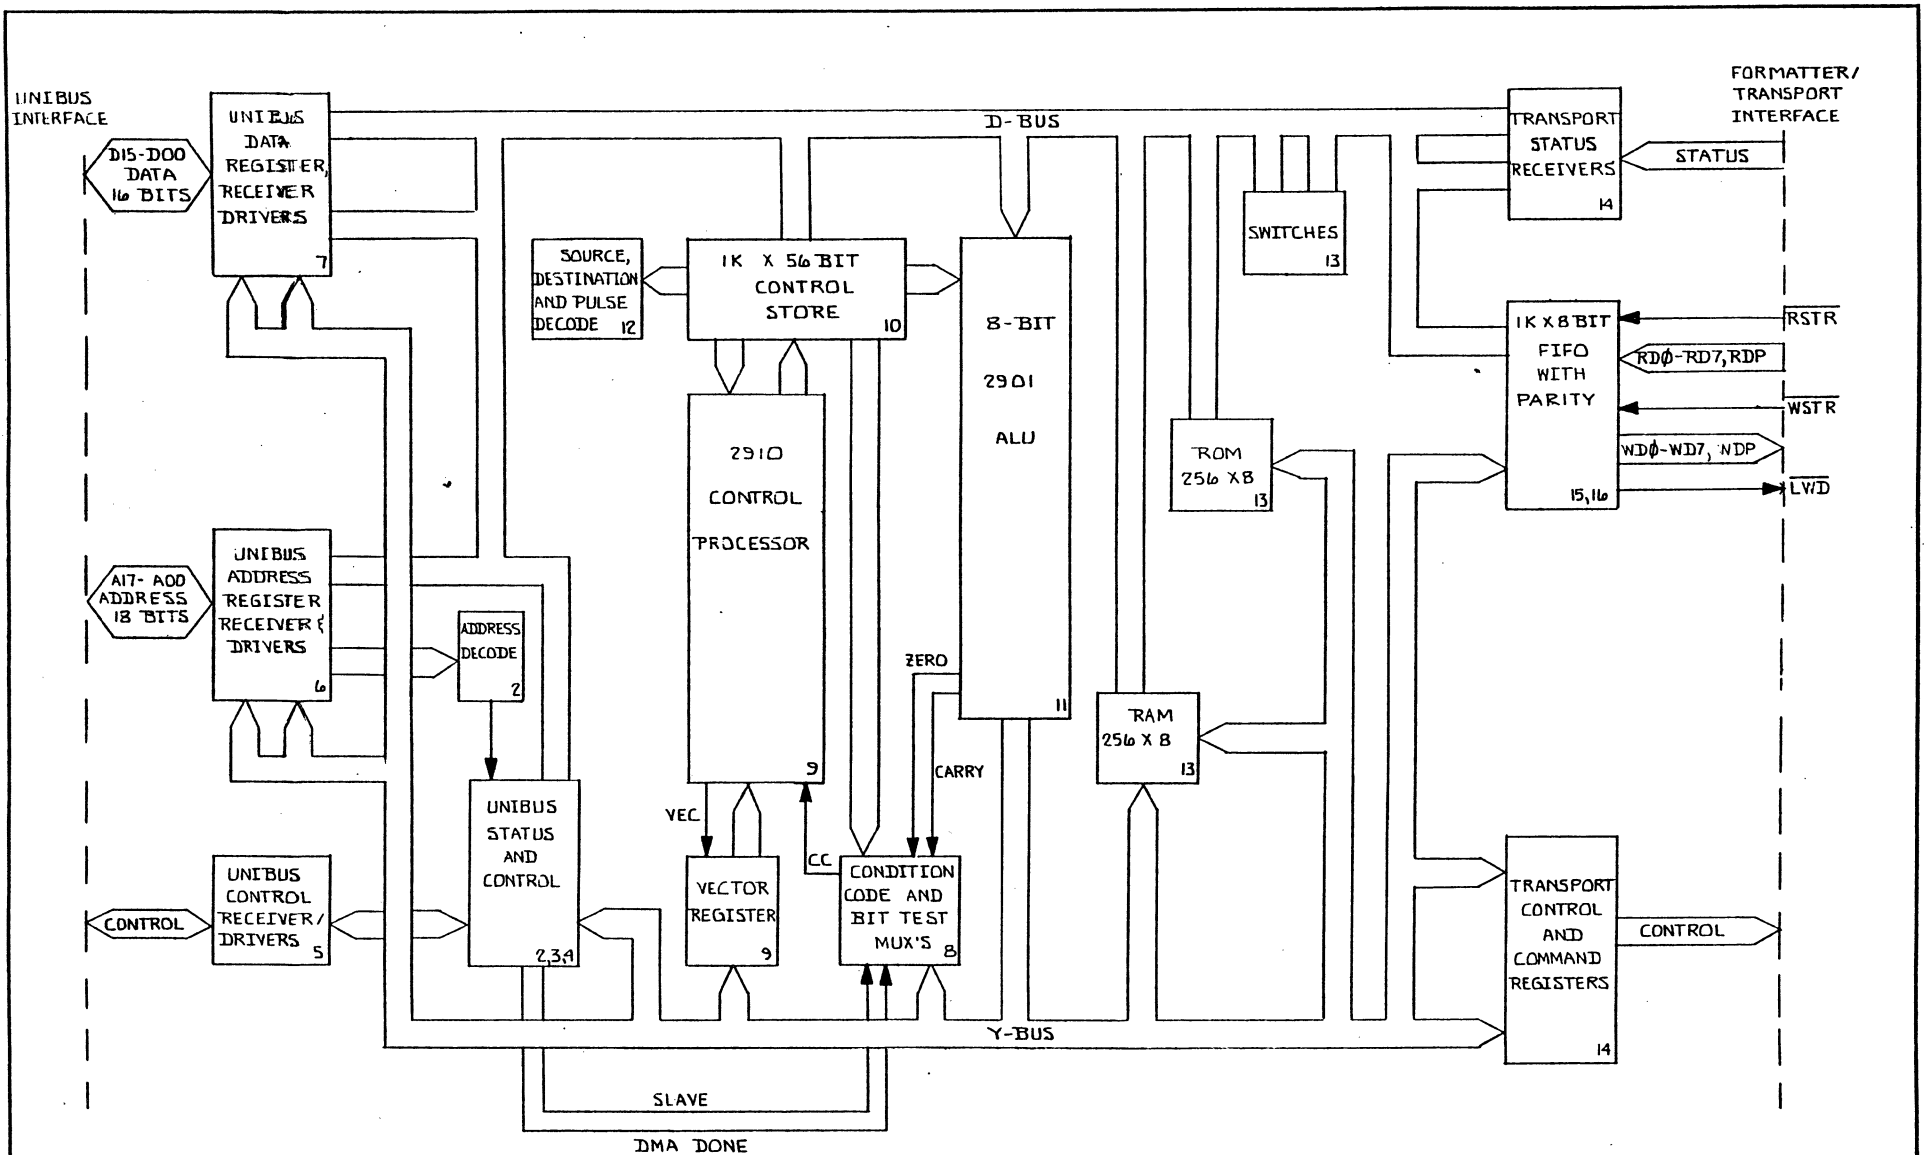 UNIBUS
INTERFACE
D15-D00
DATA
16 BITS
UNIBUS
DATA
REGISTER,
RECEIVER
DRIVERS
7
D-BUS
TRANSPORT
STATUS
RECEIVERS
14
FORMATTER/
TRANSPORT
INTERFACE
STATUS
SOURCE,
DESTINATION
AND PULSE
DECODE 12
1K X 56 BIT
CONTROL
STORE
10
8-BIT
2901
ALU
11
SWITCHES
13
1K X 8 BIT
FIFO
WITH
PARITY
15,16
RSTR
RDØ-RD7,RDP
WSTR
WDØ-WD7, WDP
LWD
2910
CONTROL
PROCESSOR
9
ROM
256 X8
13
A17- A00
ADDRESS
18 BITS
UNIBUS
ADDRESS
REGISTER
RECEIVER &
DRIVERS
6
ADDRESS
DECODE
2
ZERO
CARRY
RAM
256 X 8
13
UNIBUS
STATUS
AND
CONTROL
2,3,4
VEC
CC
VECTOR
REGISTER
9
CONDITION
CODE AND
BIT TEST
MUX'S
8
CONTROL
UNIBUS
CONTROL
RECEIVER/
DRIVERS
5
TRANSPORT
CONTROL
AND
COMMAND
REGISTERS
14
CONTROL
Y-BUS
SLAVE
DMA DONE